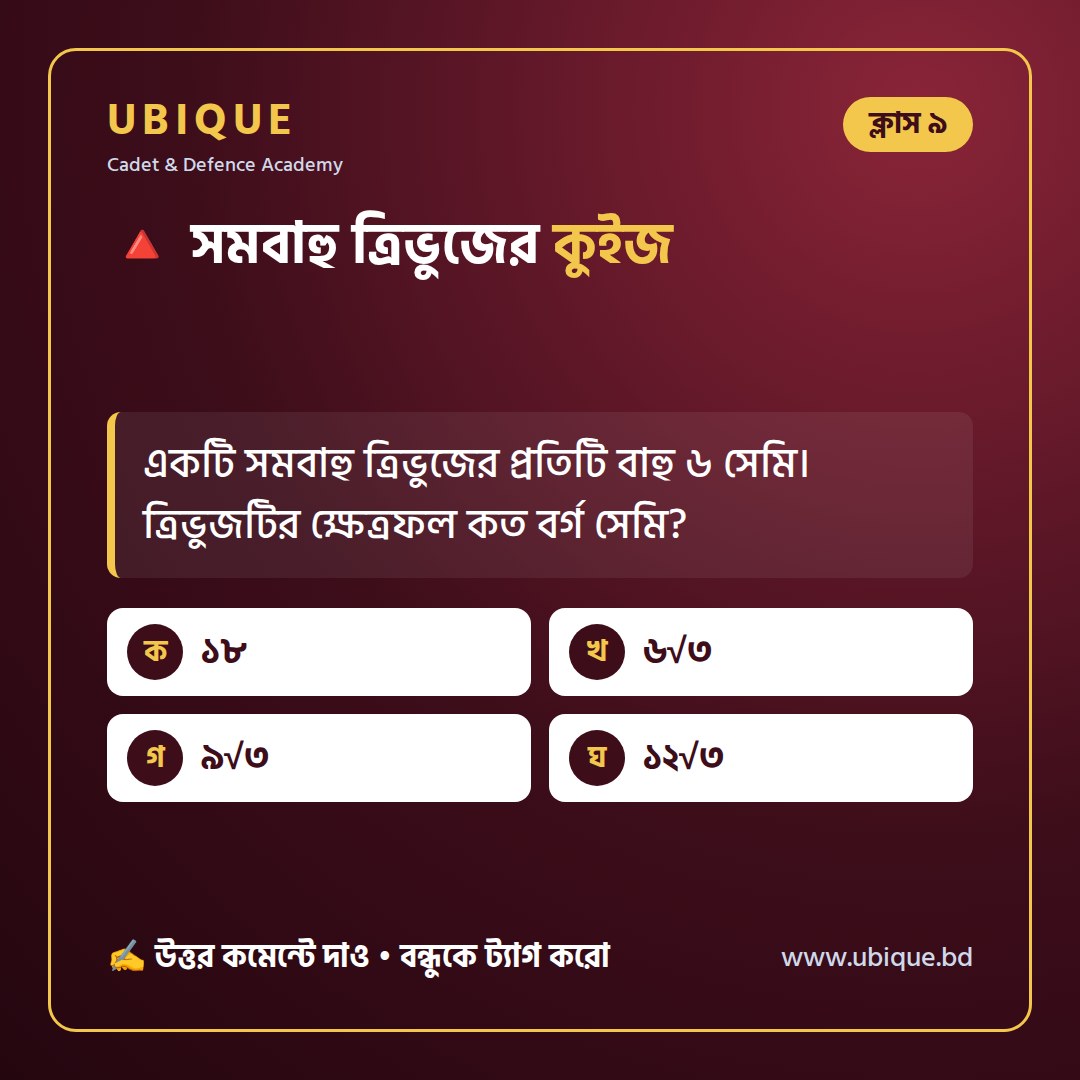 UBIQUE
Cadet & Defence Academy
ক্লাস ৯
🔺 সমবাহু ত্রিভুজের কুইজ
একটি সমবাহু ত্রিভুজের প্রতিটি বাহু ৬ সেমি।
ত্রিভুজটির ক্ষেত্রফল কত বর্গ সেমি?
ক ১৮
খ ৬√৩
গ ৯√৩
ঘ ১২√৩
✍️ উত্তর কমেন্টে দাও • বন্ধুকে ট্যাগ করো
www.ubique.bd